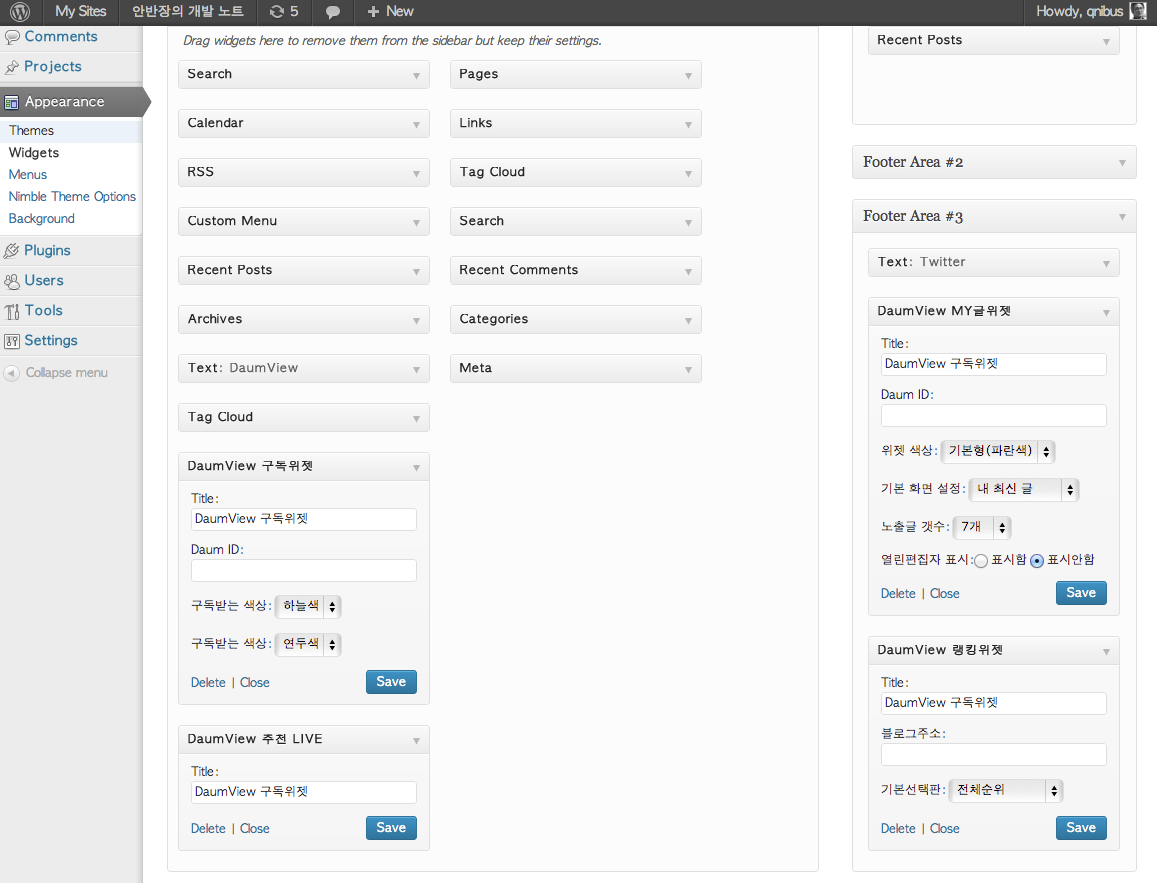 My Sites 안반장의 개발 노트 5 New Howdy, qnibus
Comments
Projects
Appearance
Themes
Widgets
Menus
Nimble Theme Options
Background
Plugins
Users
Tools
Settings
Collapse menu
Drag widgets here to remove them from the sidebar but keep their settings.
Search Pages
Calendar Links
RSS Tag Cloud
Custom Menu Search
Recent Posts Recent Comments
Archives Categories
Text: DaumView Meta
Tag Cloud
DaumView 구독위젯
Title:
DaumView 구독위젯
Daum ID:
구독받는 색상: 하늘색
구독받는 색상: 연두색
Delete | Close Save
DaumView 추천 LIVE
Title:
DaumView 구독위젯
Delete | Close Save
Recent Posts
Footer Area #2
Footer Area #3
Text: Twitter
DaumView MY글위젯
Title:
DaumView 구독위젯
Daum ID:
위젯 색상: 기본형(파란색)
기본 화면 설정: 내 최신 글
노출글 갯수: 7개
열린편집자 표시: 표시함 표시안함
Delete | Close Save
DaumView 랭킹위젯
Title:
DaumView 구독위젯
블로그주소:
기본선택판: 전체순위
Delete | Close Save